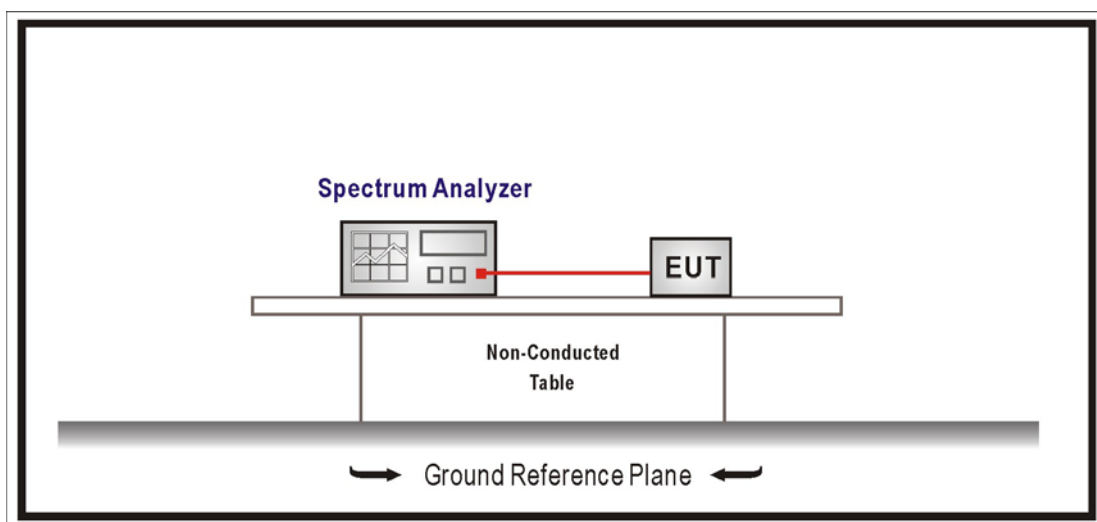 Spectrum Analyzer
EUT
Non-Conducted
Table
Ground Reference Plane